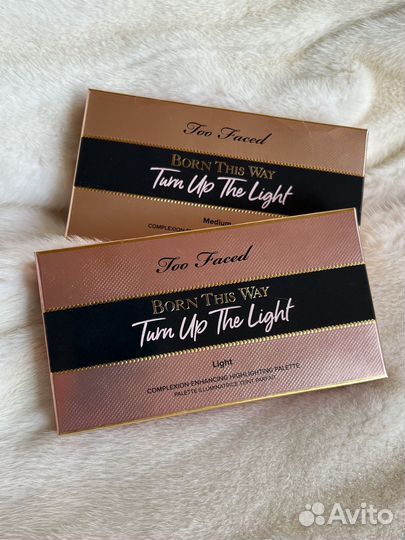 Too Faced
BORN THIS WAY
Turn Up The Light
Medium
Too Faced
BORN THIS WAY
Turn Up The Light
Light
COMPLEXION-ENHANCING HIGHLIGHTING PALETTE
PALETTE ILLUMINATRICE TEINT PARFAIT
Avito